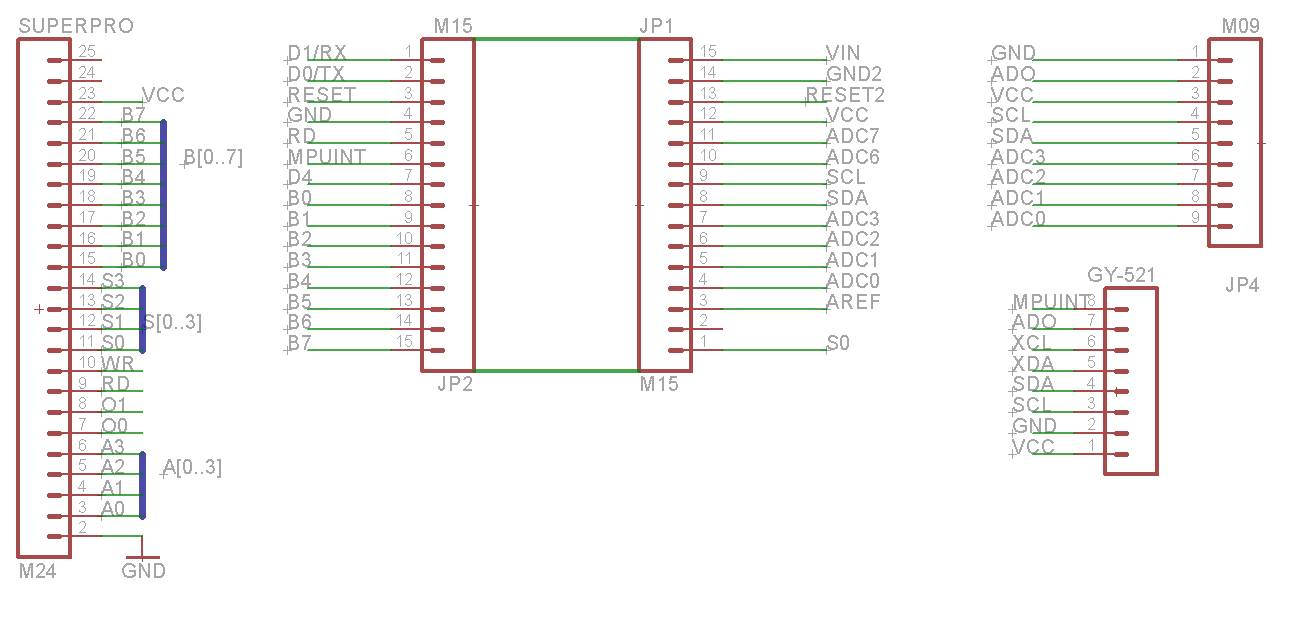 SUPERPRO
25
24
23 VCC
22 B7
21 B6
20 B5 B[0..7]
19 B4
18 B3
17 B2
16 B1
15 B0
14 S3
13 S2
12 S1 S[0..3]
11 S0
10 WR
9 RD
8 O1
7 O0
6 A3
5 A2 A[0..3]
4 A1
3 A0
2
M24 GND
M15 JP1
D1/RX 1 15 VIN
D0/TX 2 14 GND2
RESET 3 13 RESET2
GND 4 12 VCC
RD 5 11 ADC7
MPUINT 6 10 ADC6
D4 7 9 SCL
B0 8 8 SDA
B1 9 7 ADC3
B2 10 6 ADC2
B3 11 5 ADC1
B4 12 4 ADC0
B5 13 3 AREF
B6 14 2
B7 15 1 S0
JP2 M15
M09
GND 1
ADO 2
VCC 3
SCL 4
SDA 5
ADC3 6
ADC2 7
ADC1 8
ADC0 9
JP4
GY-521
MPUINT 8
ADO 7
XCL 6
XDA 5
SDA 4
SCL 3
GND 2
VCC 1